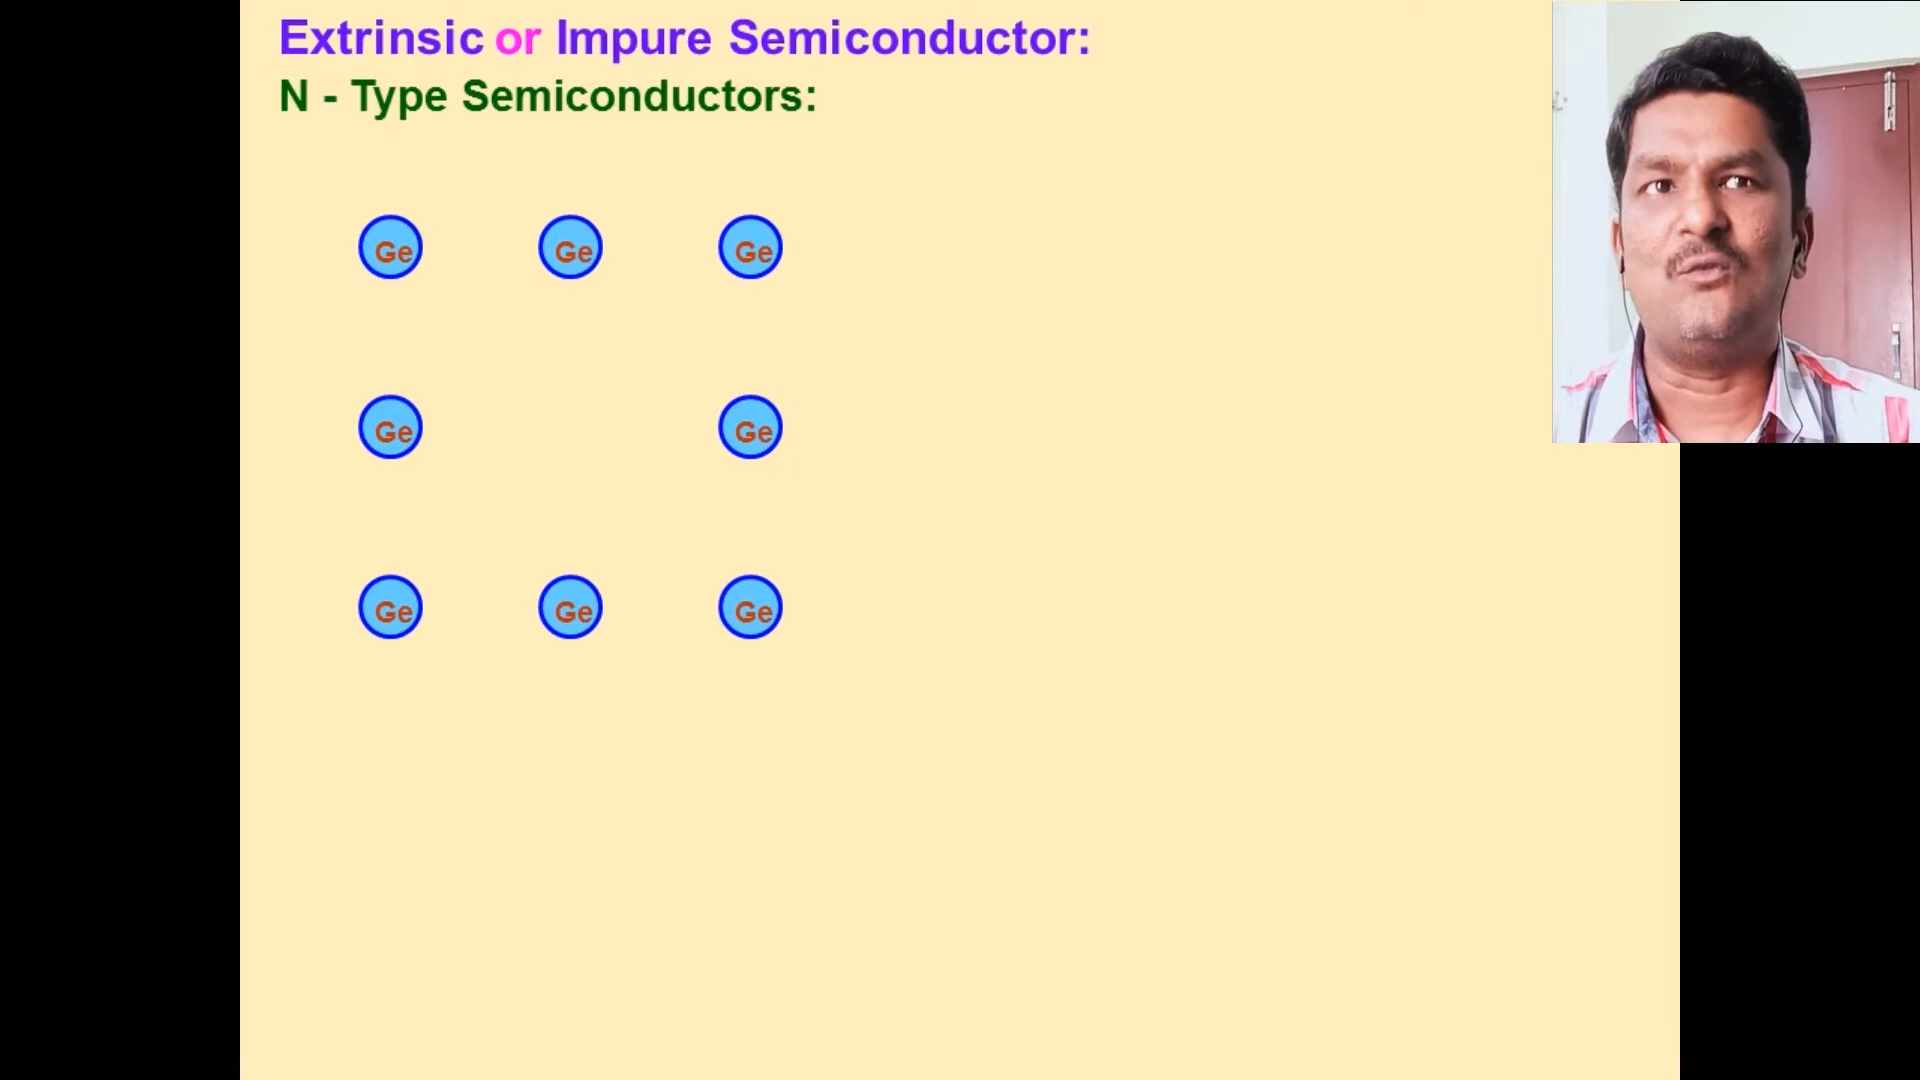 Extrinsic or Impure Semiconductor:
N - Type Semiconductors:
Ge Ge Ge
Ge Ge
Ge Ge Ge